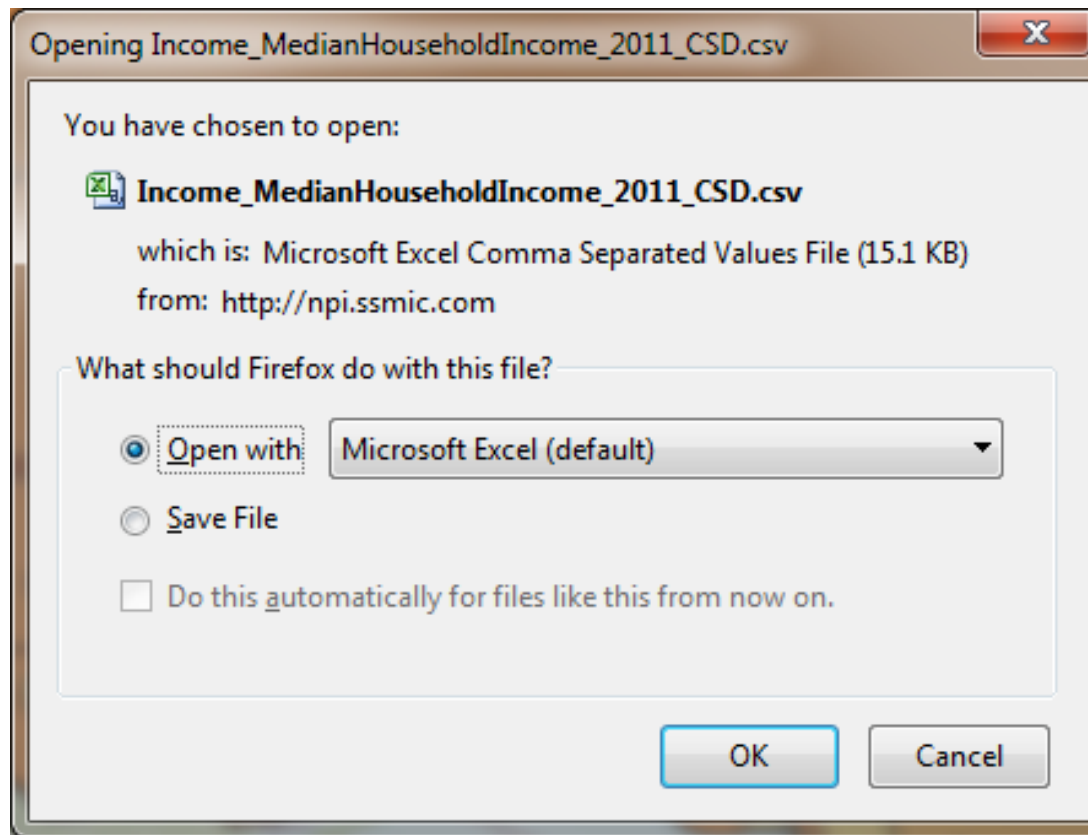 Opening Income_MedianHouseholdIncome_2011_CSD.csv
You have chosen to open:
Income_MedianHouseholdIncome_2011_CSD.csv
which is: Microsoft Excel Comma Separated Values File (15.1 KB)
from: http://npi.ssmic.com
What should Firefox do with this file?
Open with Microsoft Excel (default)
Save File
Do this automatically for files like this from now on.
OK Cancel